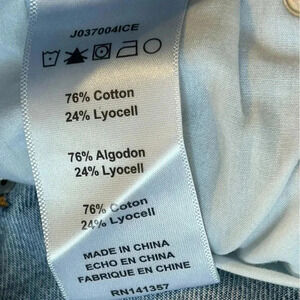 J037004ICE
76% Cotton
24% Lyocell
76% Algodon
24% Lyocell
76% Coton
24% Lyocell
MADE IN CHINA
ECHO EN CHINA
FABRIQUE EN CHINE
RN141357